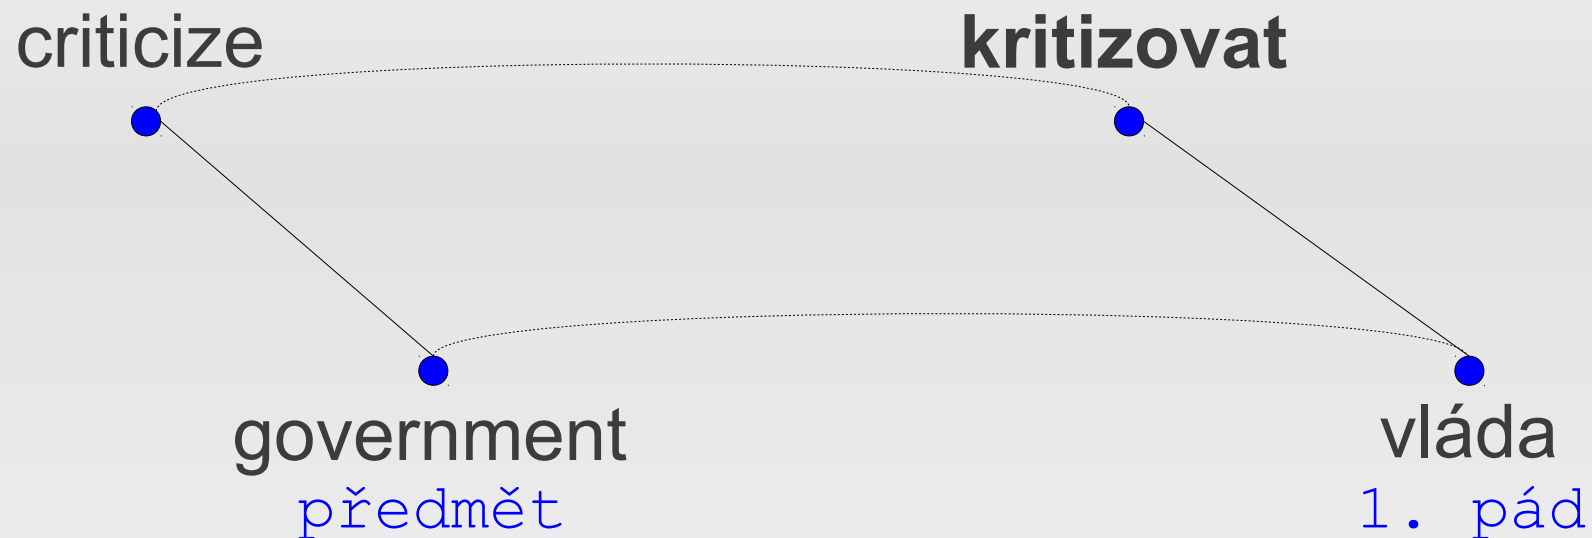 criticize kritizovat
government vláda
předmět 1. pád